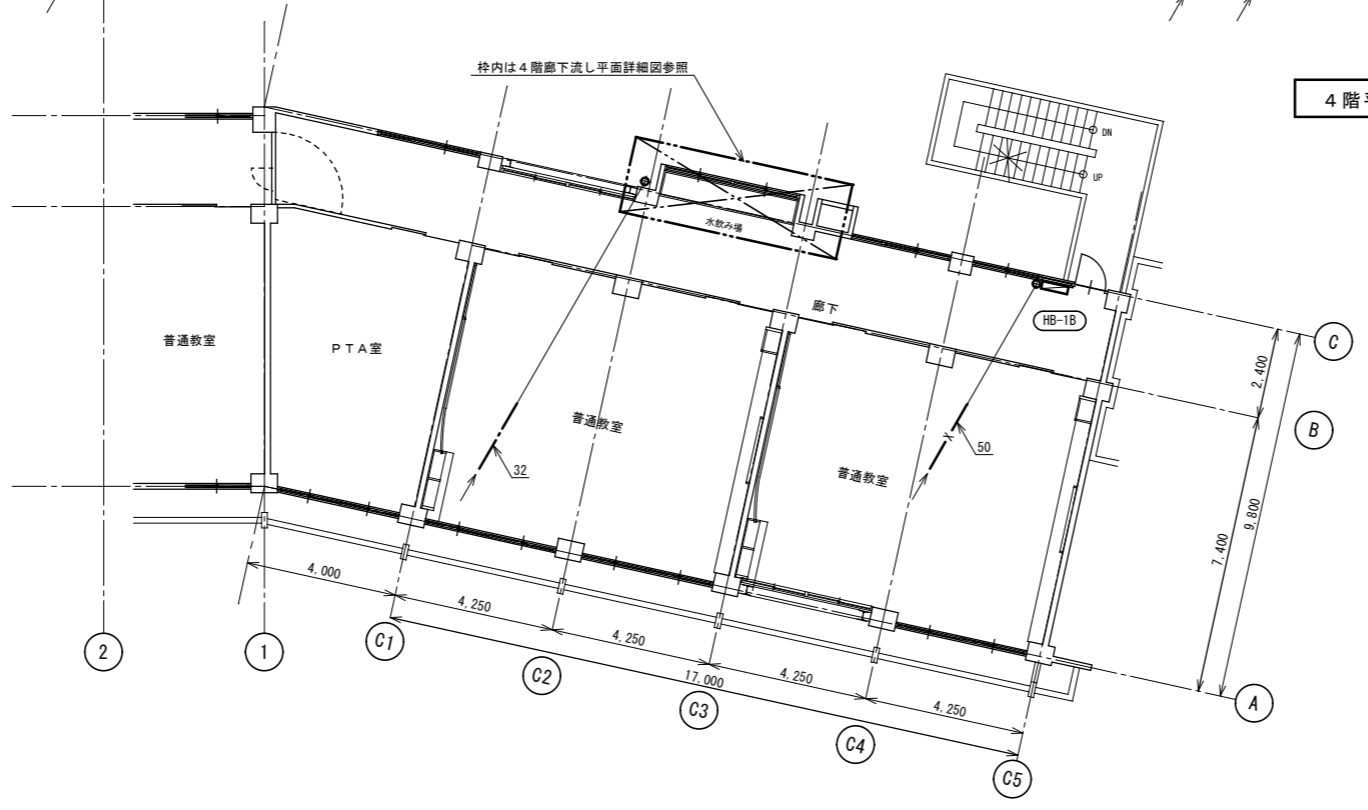 枠内は４階廊下流し平面詳細図参照
４階
DN
UP
水飲み場
廊下
HB-1B
普通教室
ＰＴＡ室
普通教室
普通教室
32
50
C
B
A
2,400
7,400
9,800
4,000
4,250
4,250
4,250
4,250
17,000
2
1
C1
C2
C3
C4
C5